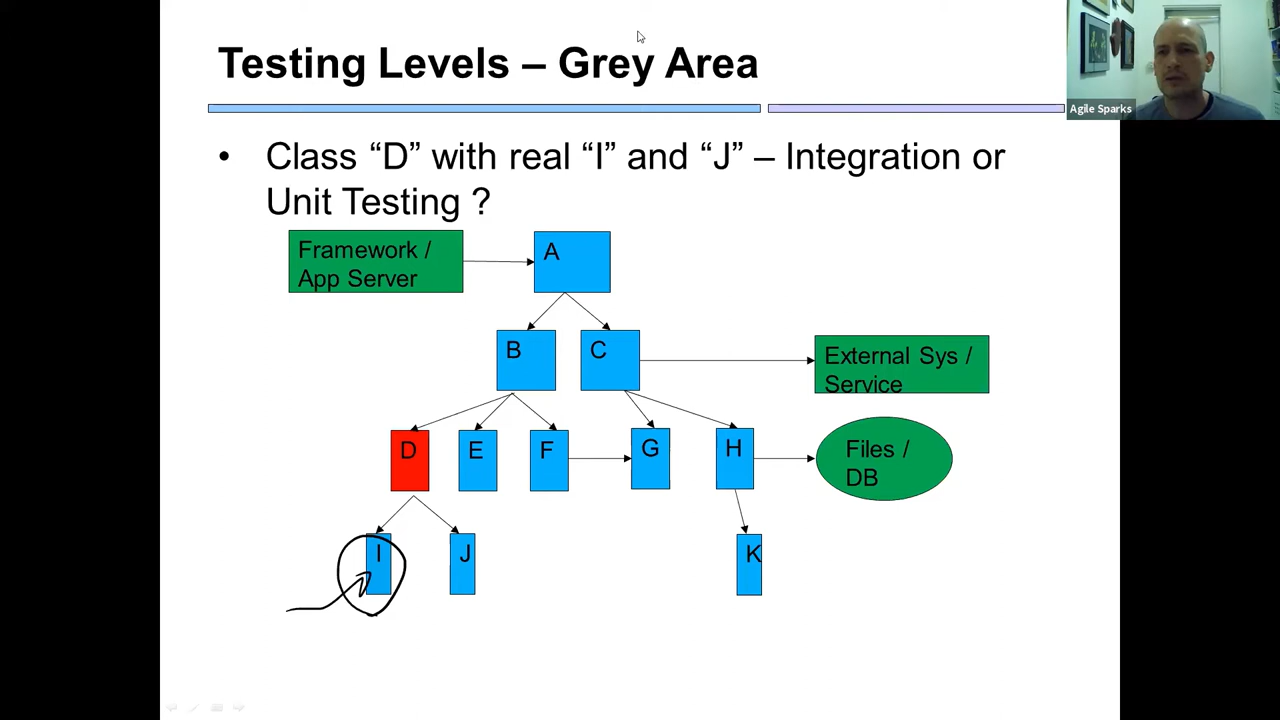 Testing Levels – Grey Area
Agile Sparks
• Class “D” with real “I” and “J” – Integration or
Unit Testing ?
Framework /
App Server
A
B
C
External Sys /
Service
D
E
F
G
H
Files /
DB
I
J
K